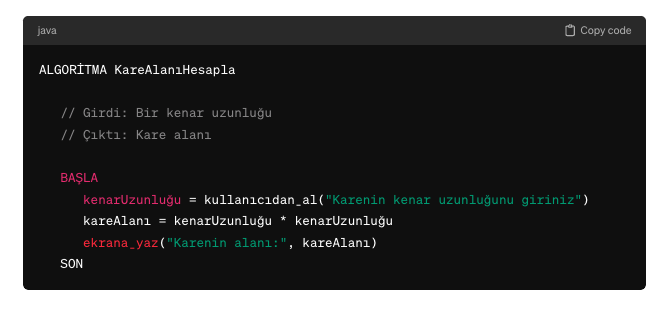 java
Copy code
ALGORİTMA KareAlanıHesapla
// Girdi: Bir kenar uzunluğu
// Çıktı: Kare alanı
BAŞLA
kenarUzunluğu = kullanıcıdan_al("Karenin kenar uzunluğunu giriniz")
kareAlanı = kenarUzunluğu * kenarUzunluğu
ekrana_yaz("Karenin alanı:", kareAlanı)
SON